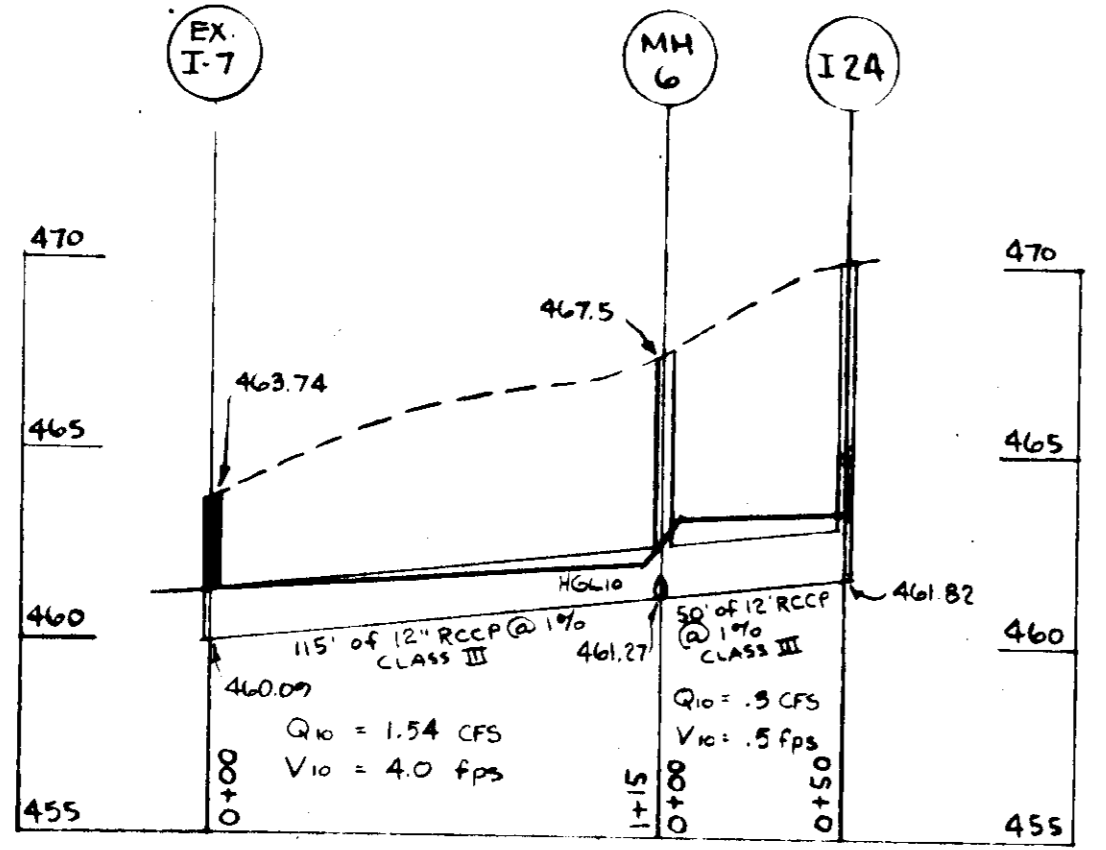 EX.
I-7
MH
6
I 24
470
470
467.5
463.74
465
465
HGL10
460
460
115' of 12" RCCP @ 1%
CLASS III
461.27
50' of 12' RCCP
@ 1%
CLASS III
461.82
460.09
Q10 = 1.54 CFS
V10 = 4.0 fps
Q10 = .3 CFS
V10 = .5 fps
455
0+00
1+15
0+00
0+50
455